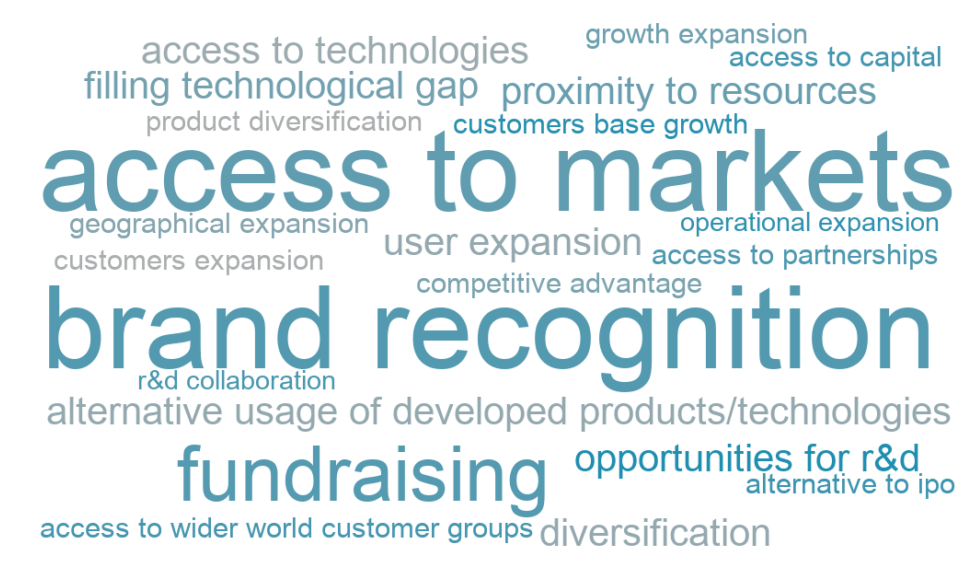 growth expansion
access to technologies
access to capital
filling technological gap
proximity to resources
product diversification
customers base growth
access to markets
geographical expansion
operational expansion
user expansion
access to partnerships
customers expansion
competitive advantage
brand recognition
r&d collaboration
alternative usage of developed products/technologies
fundraising
opportunities for r&d
alternative to ipo
access to wider world customer groups
diversification